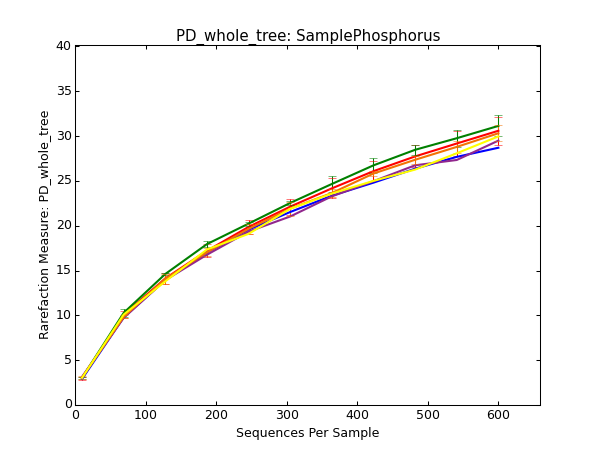 PD_whole_tree: SamplePhosphorus
40
35
30
25
20
15
10
5
0
Rarefaction Measure: PD_whole_tree
0 100 200 300 400 500 600
Sequences Per Sample